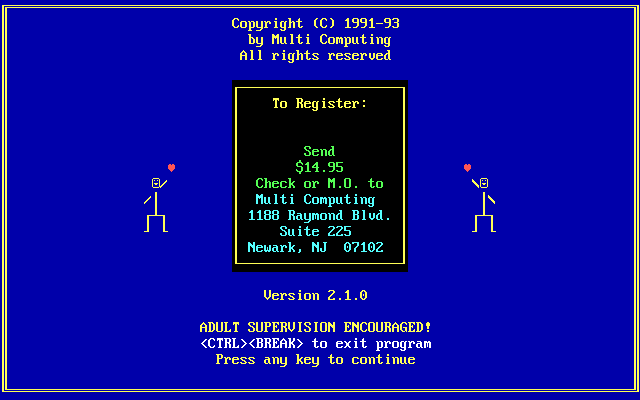 Copyright (C) 1991-93
by Multi Computing
All rights reserved
To Register:
Send
$14.95
Check or M.O. to
Multi Computing
1188 Raymond Blvd.
Suite 225
Newark, NJ  07102
Version 2.1.0
ADULT SUPERVISION ENCOURAGED!
<CTRL><BREAK> to exit program
Press any key to continue